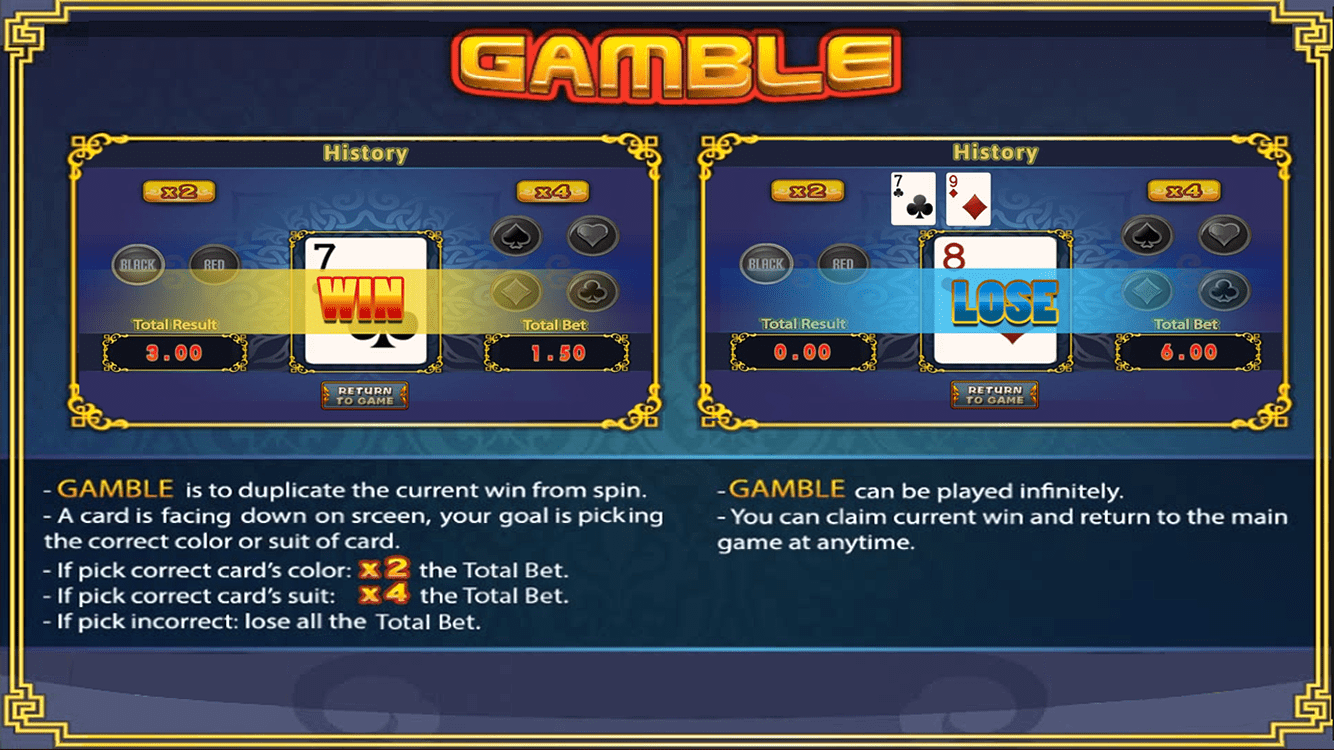 GAMBLE
History
x2
x4
7
BLACK
RED
WIN
Total Result
Total Bet
3.00
1.50
RETURN
TO GAME
History
x2
7
9
x4
8
BLACK
RED
LOSE
Total Result
Total Bet
0.00
6.00
RETURN
TO GAME
- GAMBLE is to duplicate the current win from spin.
- A card is facing down on srceen, your goal is picking
the correct color or suit of card.
- If pick correct card's color: x2 the Total Bet.
- If pick correct card's suit: x4 the Total Bet.
- If pick incorrect: lose all the Total Bet.
- GAMBLE can be played infinitely.
- You can claim current win and return to the main
game at anytime.